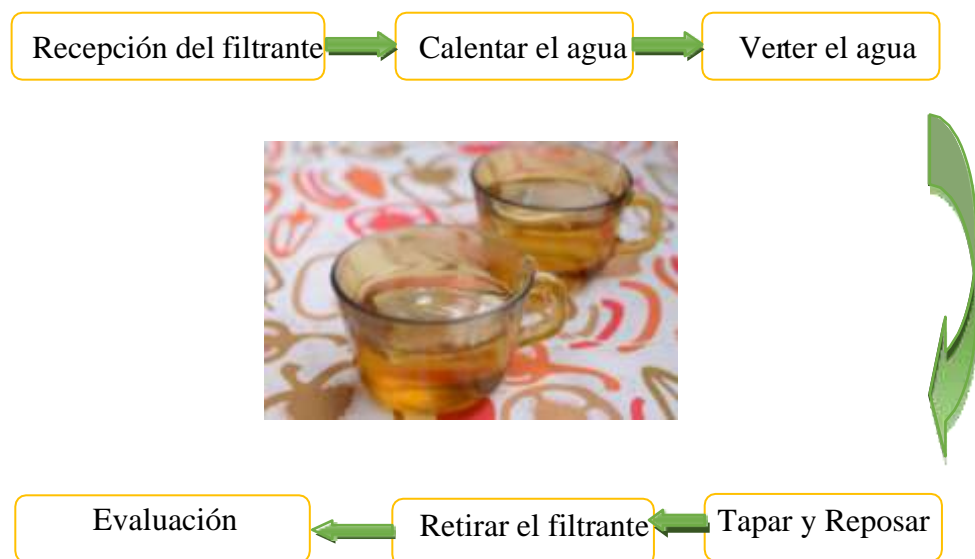 Recepción del filtrante
Calentar el agua
Verter el agua
Tapar y Reposar
Retirar el filtrante
Evaluación